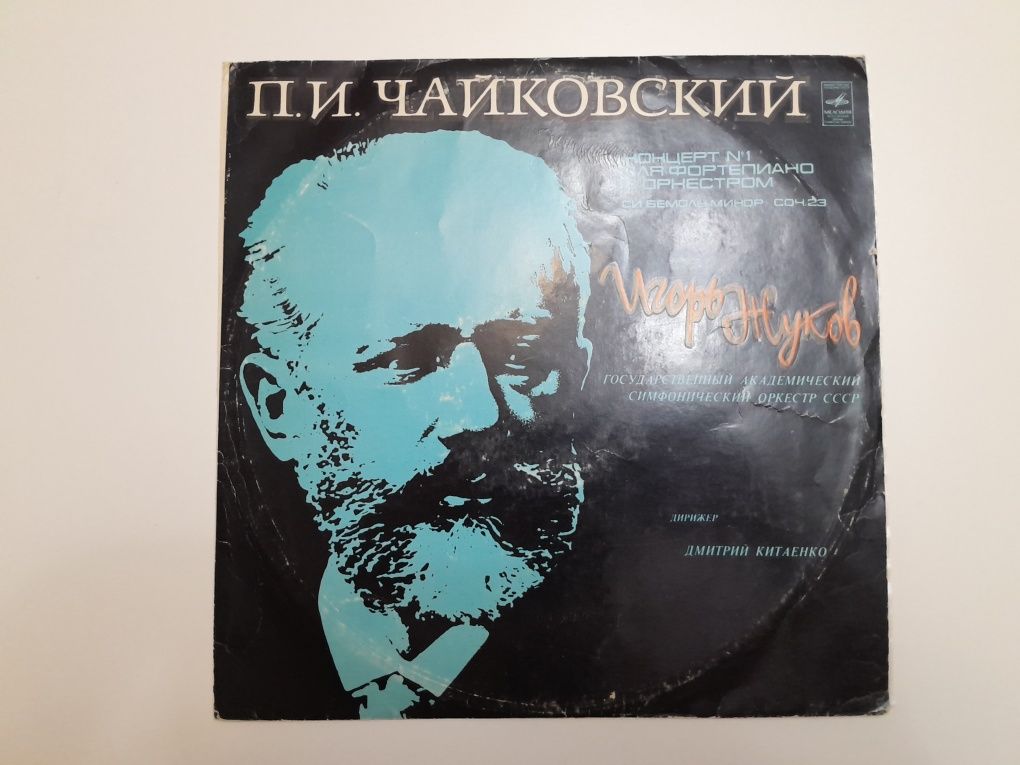 П.И. ЧАЙКОВСКИЙ
МЕЛОДИЯ
КОНЦЕРТ №1
ДЛЯ ФОРТЕПИАНО
С ОРКЕСТРОМ
СИ БЕМОЛЬ МИНОР СОЧ.23
Игорь Жуков
ГОСУДАРСТВЕННЫЙ АКАДЕМИЧЕСКИЙ
СИМФОНИЧЕСКИЙ ОРКЕСТР СССР
ДИРИЖЕР
ДМИТРИЙ КИТАЕНКО